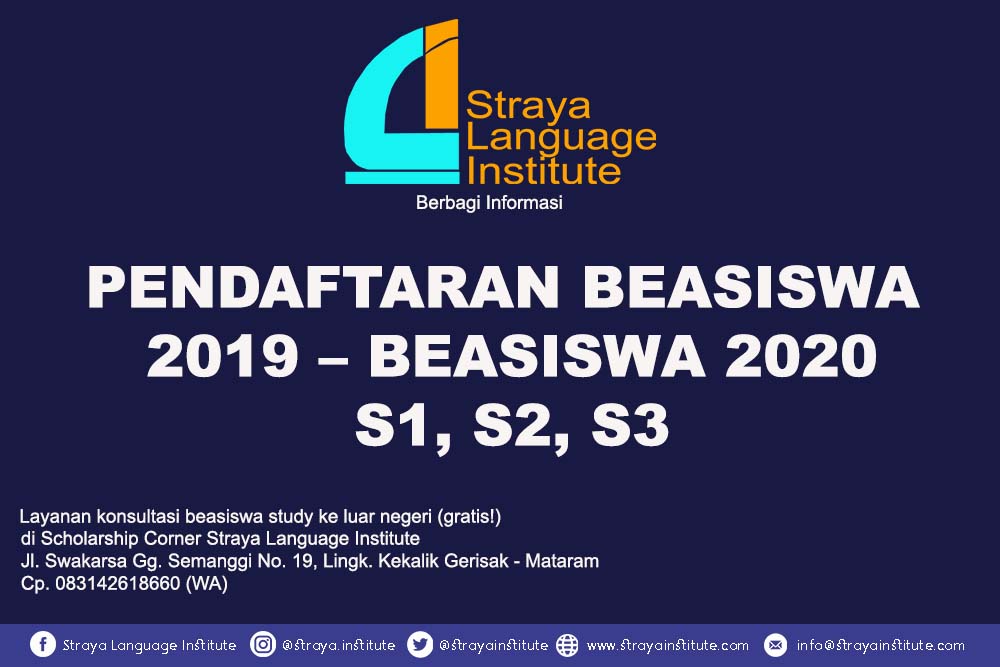 Straya
Language
Institute
Berbagi Informasi
PENDAFTARAN BEASISWA
2019 – BEASISWA 2020
S1, S2, S3
Layanan konsultasi beasiswa study ke luar negeri (gratis!)
di Scholarship Corner Straya Language Institute
Jl. Swakarsa Gg. Semanggi No. 19, Lingk. Kekalik Gerisak - Mataram
Cp. 083142618660 (WA)
Straya Language Institute @straya.institute @strayainstitute www.strayainstitute.com info@strayainstitute.com